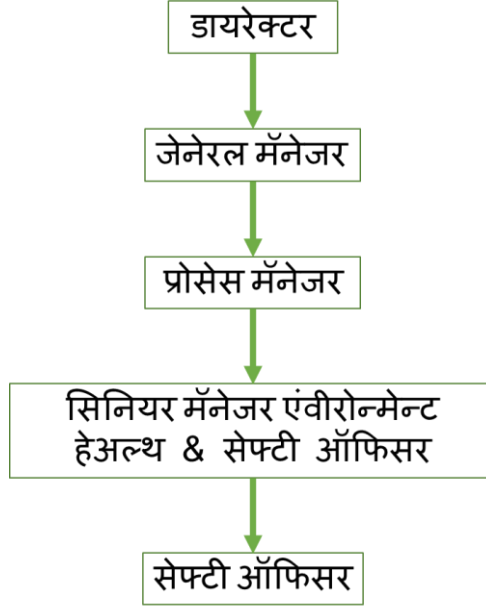 डायरेक्टर
जेनेरल मॅनेजर
प्रोसेस मॅनेजर
सिनियर मॅनेजर एंवीरोन्मेन्ट
हेअल्थ & सेफ्टी ऑफिसर
सेफ्टी ऑफिसर